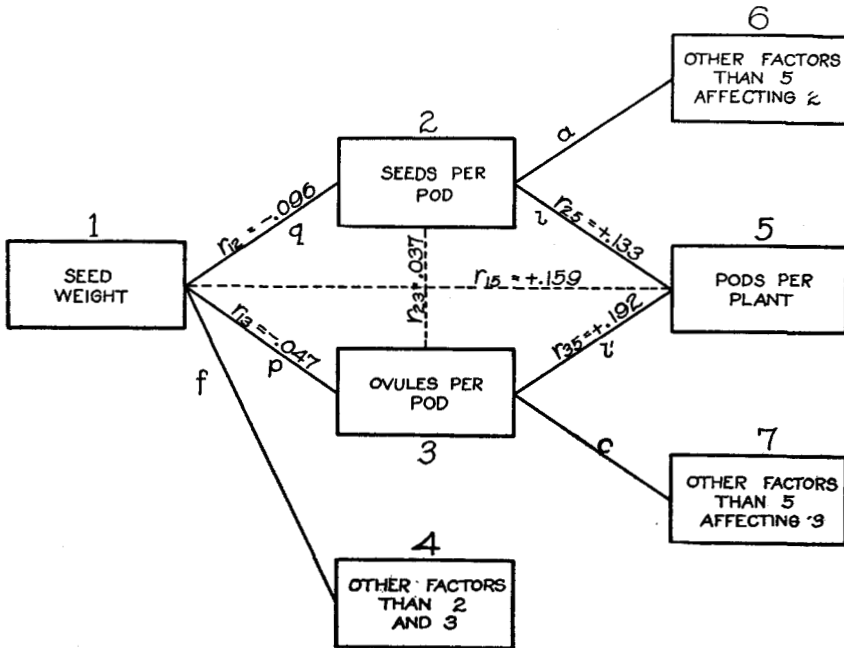 6
OTHER FACTORS
THAN 5
AFFECTING 2
2
SEEDS PER
POD
a
1
SEED
WEIGHT
r12 = -.096
q
r25=+.133
i
5
PODS PER
PLANT
r23=.037
r15 = +.159
r13 = -.047
p
r35=+.192
i'
f
OVULES PER
POD
3
c
7
OTHER FACTORS
THAN 5
AFFECTING 3
4
OTHER FACTORS
THAN 2
AND 3